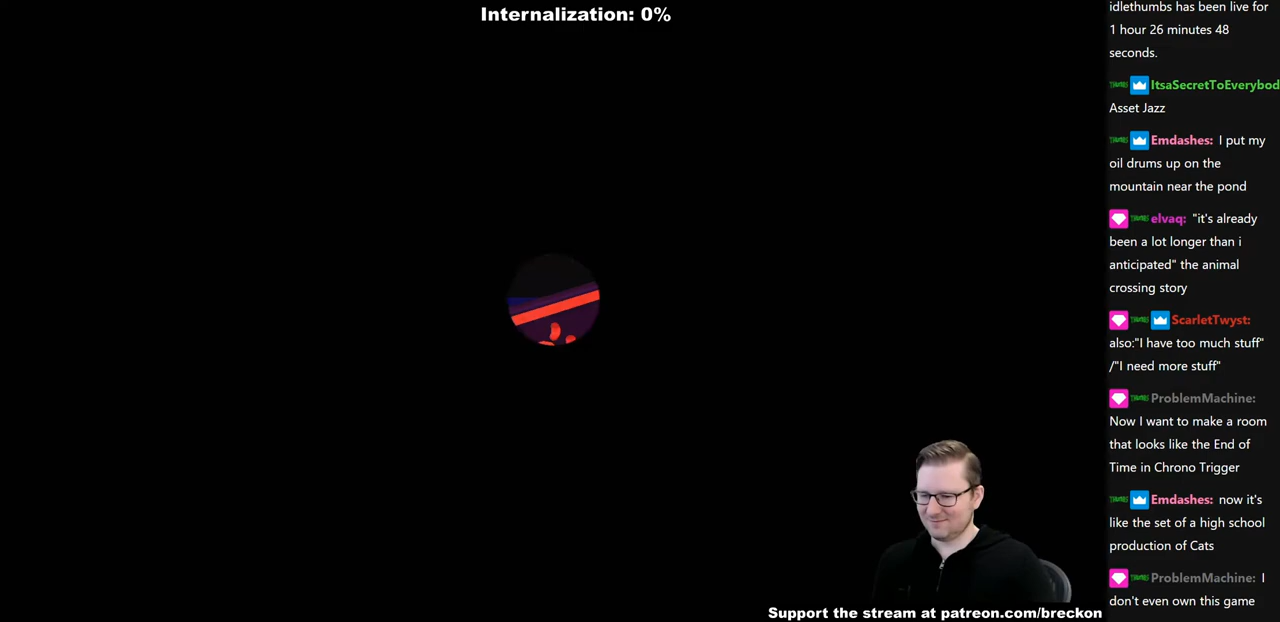 Internalization: 0%
idlethumbs has been live for
1 hour 26 minutes 48
seconds.
ItsaSecretToEverybod
Asset Jazz
Emdashes: I put my
oil drums up on the
mountain near the pond
elvaq: "it's already
been a lot longer than i
anticipated" the animal
crossing story
ScarletTwyst:
also:"I have too much stuff"
/"I need more stuff"
ProblemMachine:
Now I want to make a room
that looks like the End of
Time in Chrono Trigger
Emdashes: now it's
like the set of a high school
production of Cats
ProblemMachine: I
don't even own this game
Support the stream at patreon.com/breckon